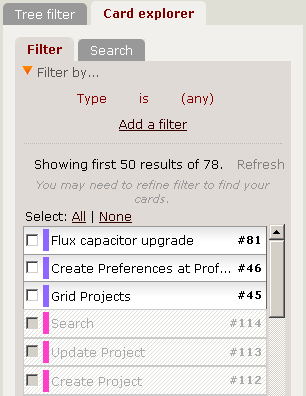 Tree filter Card explorer
Filter Search
Filter by...
Type is (any)
Add a filter
Showing first 50 results of 78. Refresh
You may need to refine filter to find your
cards.
Select: All | None
Flux capacitor upgrade #81
Create Preferences at Prof... #46
Grid Projects #45
Search #114
Update Project #113
Create Project #112